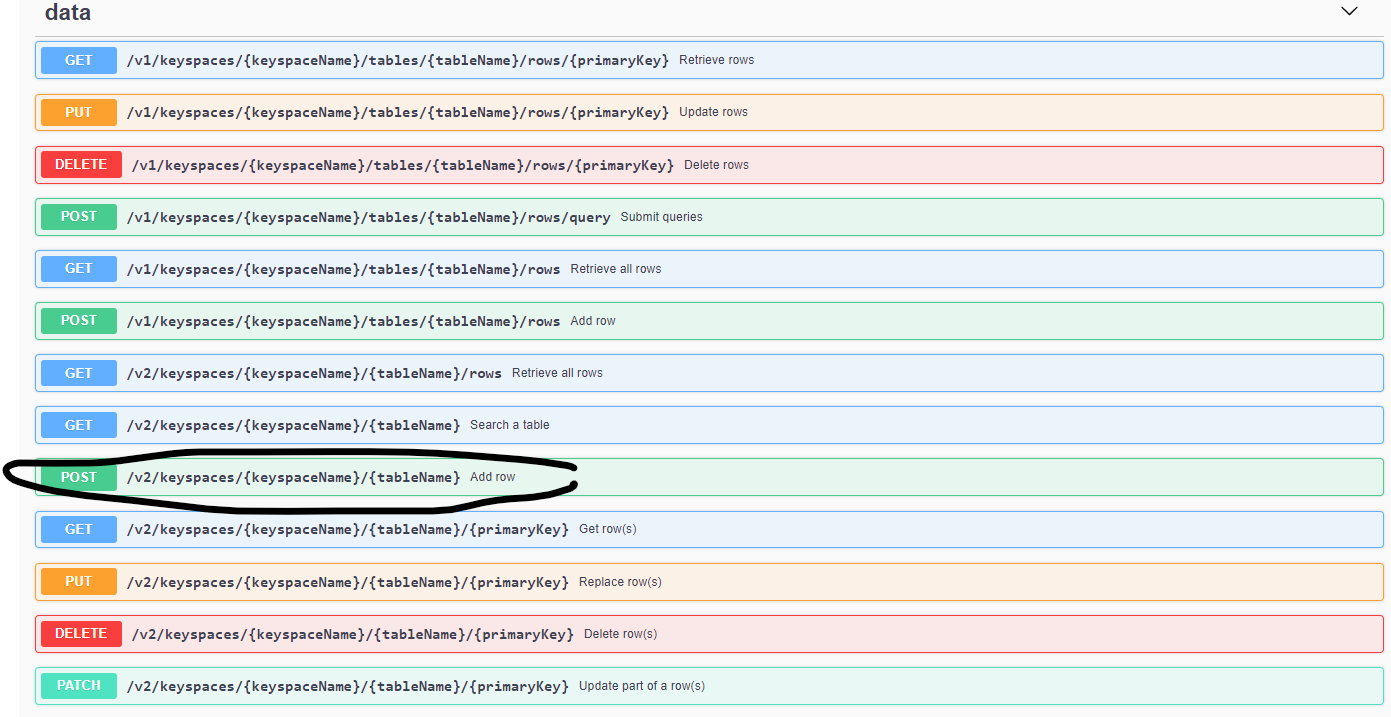 data
GET /v1/keyspaces/{keyspaceName}/tables/{tableName}/rows/{primaryKey} Retrieve rows
PUT /v1/keyspaces/{keyspaceName}/tables/{tableName}/rows/{primaryKey} Update rows
DELETE /v1/keyspaces/{keyspaceName}/tables/{tableName}/rows/{primaryKey} Delete rows
POST /v1/keyspaces/{keyspaceName}/tables/{tableName}/rows/query Submit queries
GET /v1/keyspaces/{keyspaceName}/tables/{tableName}/rows Retrieve all rows
POST /v1/keyspaces/{keyspaceName}/tables/{tableName}/rows Add row
GET /v2/keyspaces/{keyspaceName}/{tableName}/rows Retrieve all rows
GET /v2/keyspaces/{keyspaceName}/{tableName} Search a table
POST /v2/keyspaces/{keyspaceName}/{tableName} Add row
GET /v2/keyspaces/{keyspaceName}/{tableName}/{primaryKey} Get row(s)
PUT /v2/keyspaces/{keyspaceName}/{tableName}/{primaryKey} Replace row(s)
DELETE /v2/keyspaces/{keyspaceName}/{tableName}/{primaryKey} Delete row(s)
PATCH /v2/keyspaces/{keyspaceName}/{tableName}/{primaryKey} Update part of a row(s)